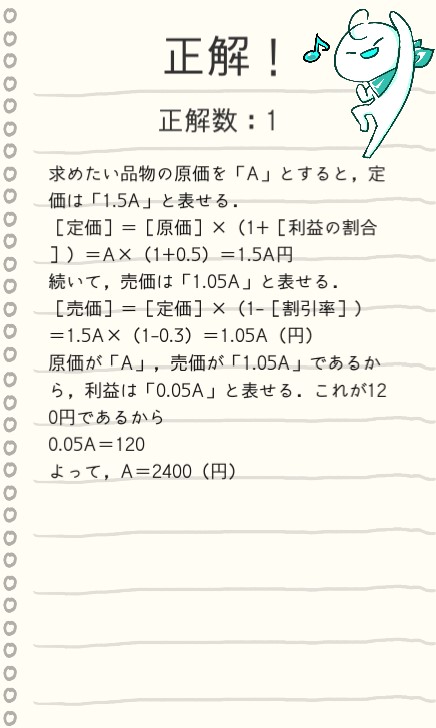 正解！
正解数：1
求めたい品物の原価を「A」とすると，定
価は「1.5A」と表せる．
［定価］＝［原価］×（1+［利益の割合
］）＝A×（1+0.5）＝1.5A円
続いて，売価は「1.05A」と表せる．
［売価］＝［定価］×（1-［割引率］）
＝1.5A×（1-0.3）＝1.05A（円）
原価が「A」，売価が「1.05A」であるか
ら，利益は「0.05A」と表せる．これが12
0円であるから
0.05A＝120
よって，A＝2400（円）